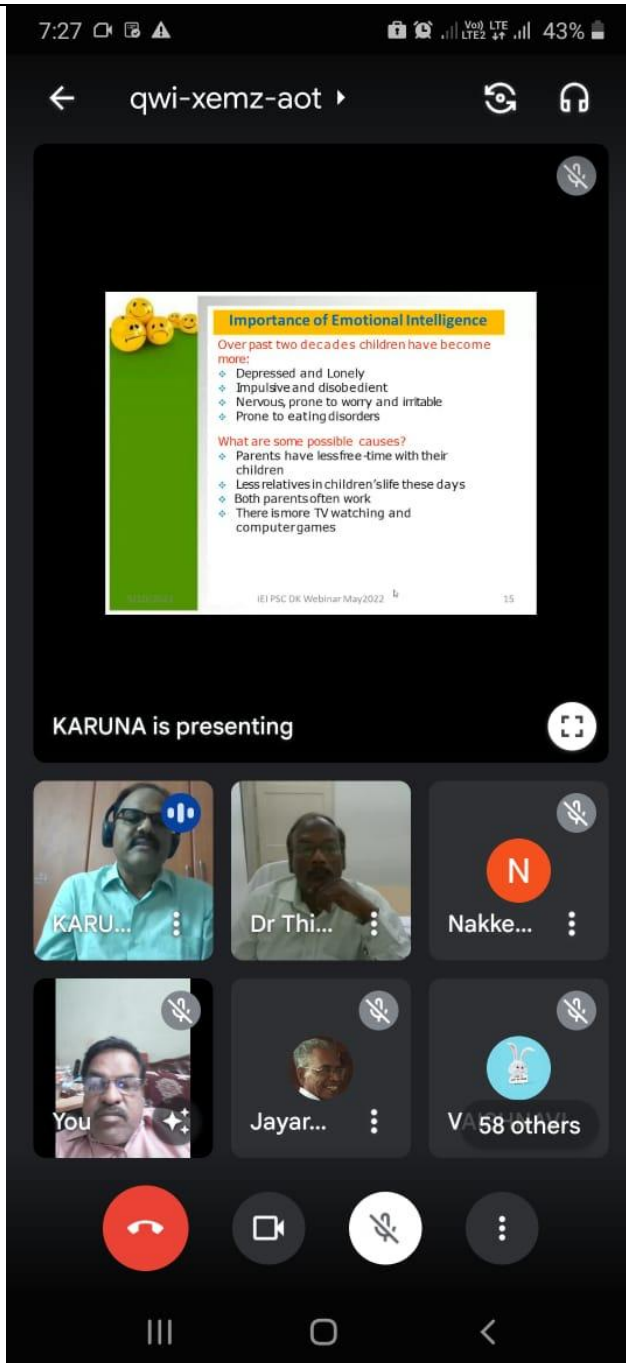 7:27 Vo)) LTE LTE2 43%
qwi-xemz-aot
Importance of Emotional Intelligence
Over past two decades children have become
more:
Depressed and Lonely
Impulsive and disobedient
Nervous, prone to worry and irritable
Prone to eating disorders
What are some possible causes?
Parents have less free -time with their
children
Less relatives in children's life these days
Both parents often work
There is more TV watching and
computer games
IEI PSC DK Webinar May2022 15
KARUNA is presenting
N
KARU... Dr Thi... Nakke...
You Jayar... VAISHNAVI 58 others